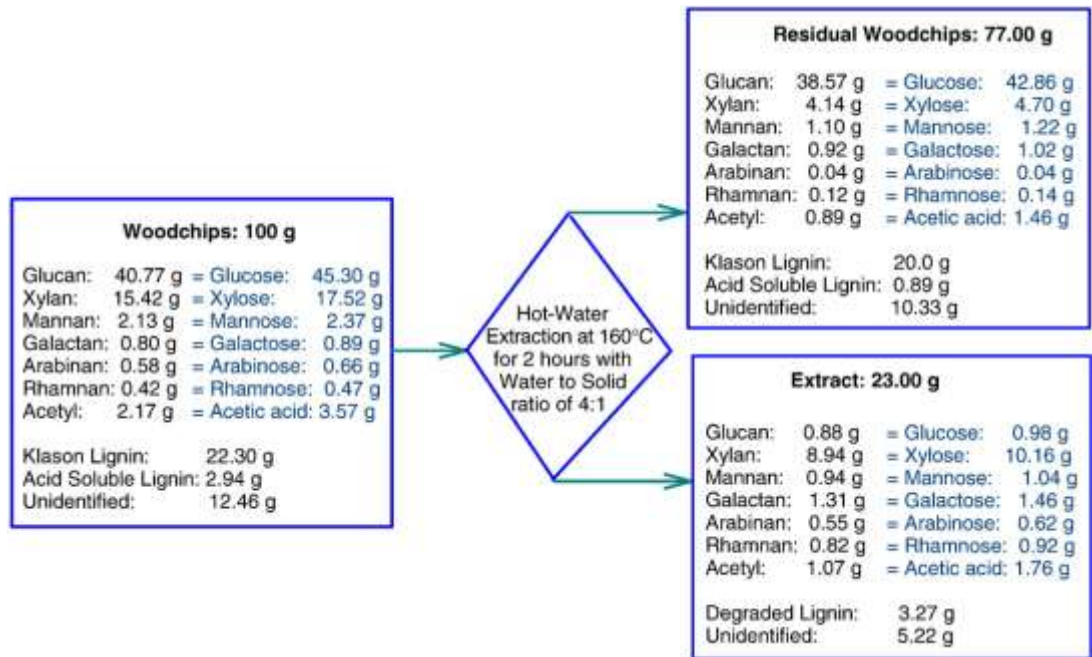 Woodchips: 100 g
Glucan: 40.77 g = Glucose: 45.30 g
Xylan: 15.42 g = Xylose: 17.52 g
Mannan: 2.13 g = Mannose: 2.37 g
Galactan: 0.80 g = Galactose: 0.89 g
Arabinan: 0.58 g = Arabinose: 0.66 g
Rhamnan: 0.42 g = Rhamnose: 0.47 g
Acetyl: 2.17 g = Acetic acid: 3.57 g
Klason Lignin: 22.30 g
Acid Soluble Lignin: 2.94 g
Unidentified: 12.46 g
Hot-Water
Extraction at 160°C
for 2 hours with
Water to Solid
ratio of 4:1
Residual Woodchips: 77.00 g
Glucan: 38.57 g = Glucose: 42.86 g
Xylan: 4.14 g = Xylose: 4.70 g
Mannan: 1.10 g = Mannose: 1.22 g
Galactan: 0.92 g = Galactose: 1.02 g
Arabinan: 0.04 g = Arabinose: 0.04 g
Rhamnan: 0.12 g = Rhamnose: 0.14 g
Acetyl: 0.89 g = Acetic acid: 1.46 g
Klason Lignin: 20.0 g
Acid Soluble Lignin: 0.89 g
Unidentified: 10.33 g
Extract: 23.00 g
Glucan: 0.88 g = Glucose: 0.98 g
Xylan: 8.94 g = Xylose: 10.16 g
Mannan: 0.94 g = Mannose: 1.04 g
Galactan: 1.31 g = Galactose: 1.46 g
Arabinan: 0.55 g = Arabinose: 0.62 g
Rhamnan: 0.82 g = Rhamnose: 0.92 g
Acetyl: 1.07 g = Acetic acid: 1.76 g
Degraded Lignin: 3.27 g
Unidentified: 5.22 g